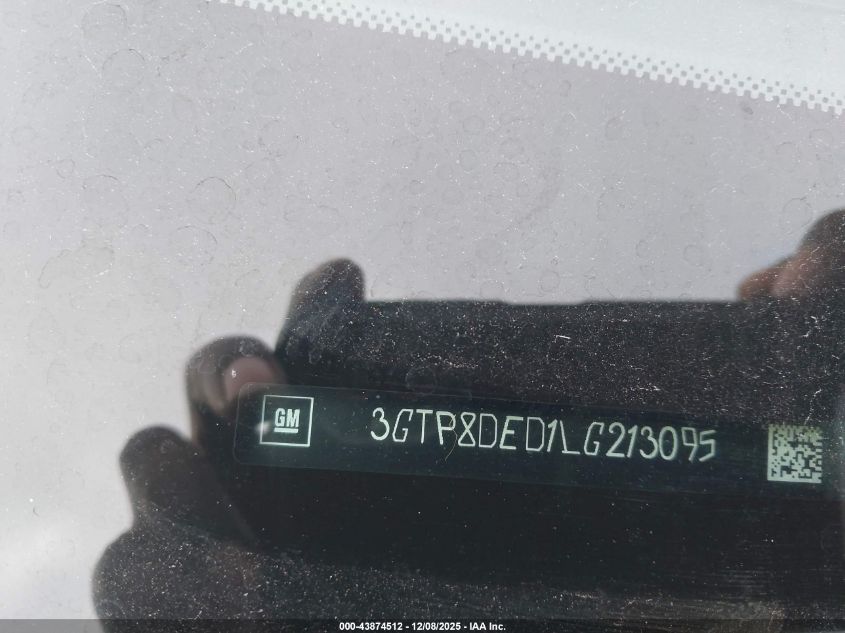 GM 3GTP8DED1LG213095
000-43874512 - 12/08/2025 - IAA Inc.